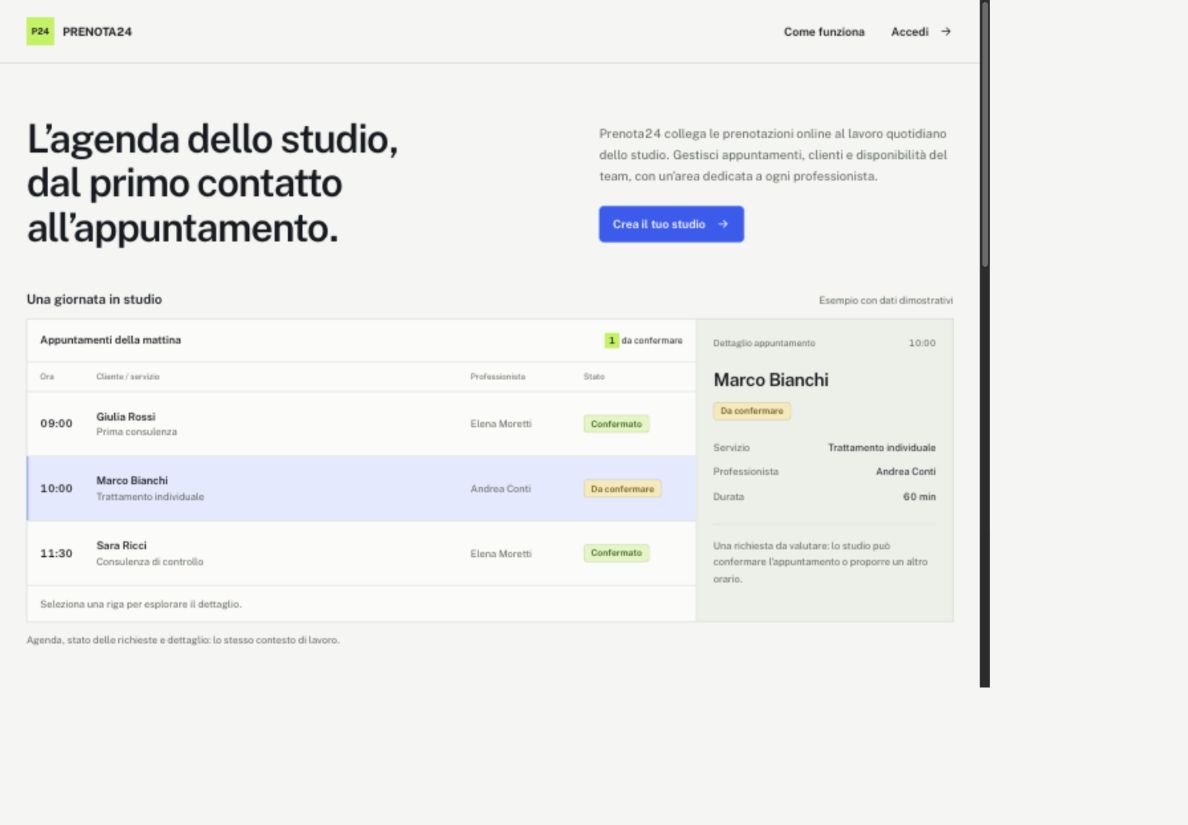 P24 PRENOTA24
Come funziona
Accedi →
L’agenda dello studio,
dal primo contatto
all’appuntamento.
Prenota24 collega le prenotazioni online al lavoro quotidiano
dello studio. Gestisci appuntamenti, clienti e disponibilità del
team, con un’area dedicata a ogni professionista.
Crea il tuo studio →
Una giornata in studio
Esempio con dati dimostrativi
Appuntamenti della mattina
1 da confermare
Ora Cliente / servizio Professionista Stato
09:00 Giulia Rossi Elena Moretti Confermato
Prima consulenza
10:00 Marco Bianchi Andrea Conti Da confermare
Trattamento individuale
11:30 Sara Ricci Elena Moretti Confermato
Consulenza di controllo
Seleziona una riga per esplorare il dettaglio.
Dettaglio appuntamento 10:00
Marco Bianchi
Da confermare
Servizio Trattamento individuale
Professionista Andrea Conti
Durata 60 min
Una richiesta da valutare: lo studio può
confermare l’appuntamento o proporre un altro
orario.
Agenda, stato delle richieste e dettaglio: lo stesso contesto di lavoro.